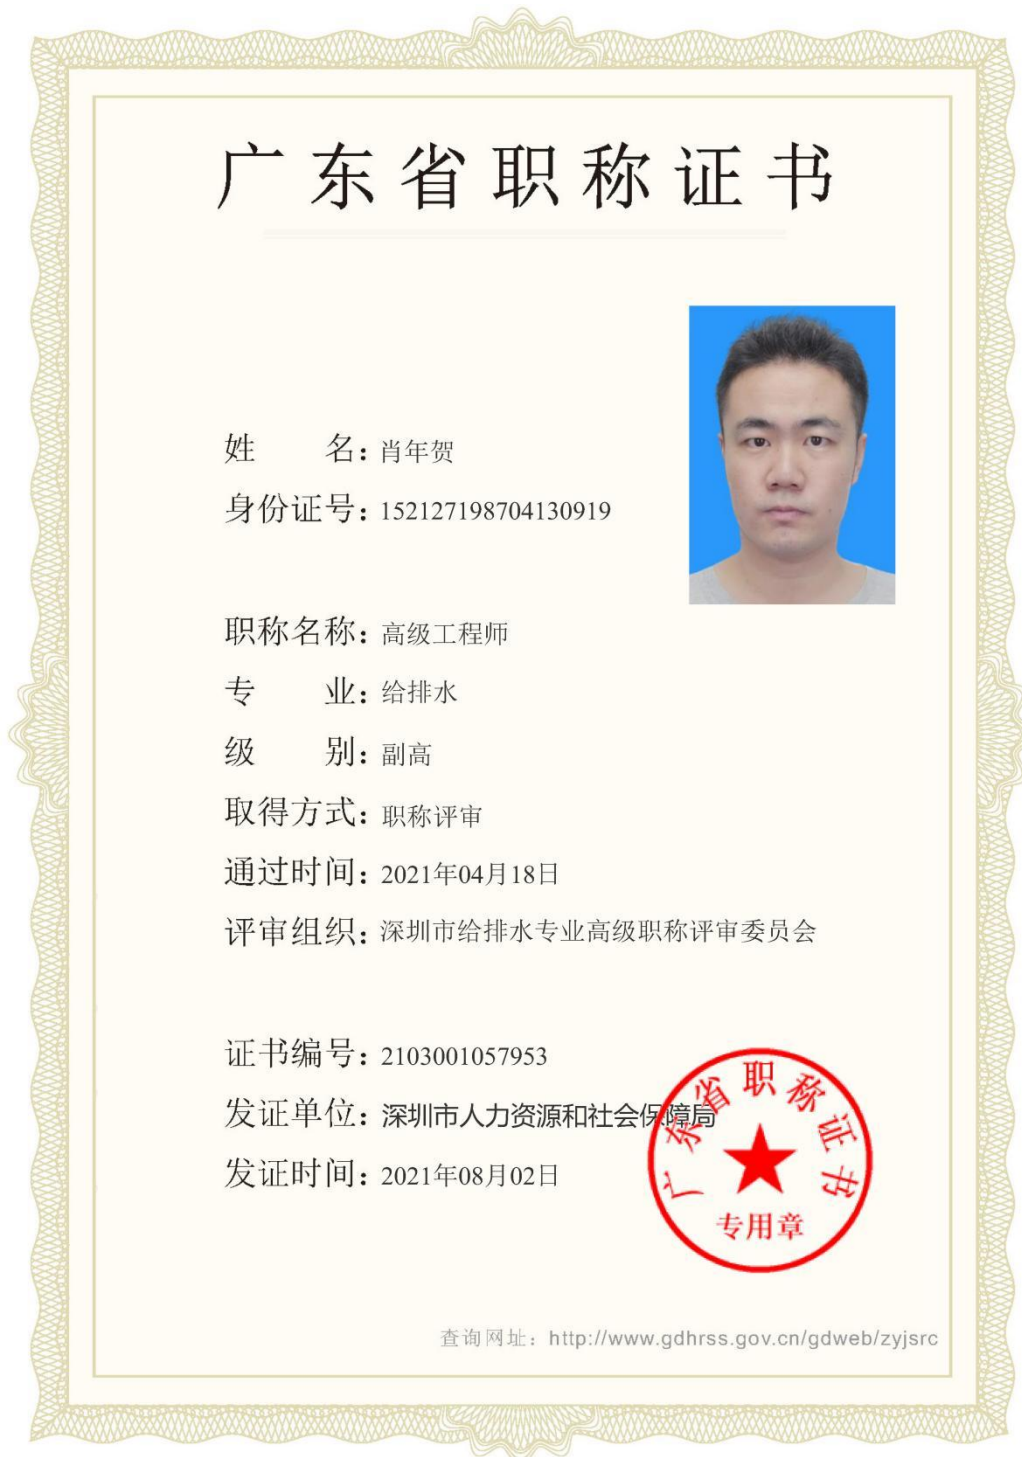 广东省职称证书
姓　　名：肖年贺
身份证号：152127198704130919
职称名称：高级工程师
专　　业：给排水
级　　别：副高
取得方式：职称评审
通过时间：2021年04月18日
评审组织：深圳市给排水专业高级职称评审委员会
证书编号：2103001057953
发证单位：深圳市人力资源和社会保障局
发证时间：2021年08月02日
广东省职称证书
专用章
查询网址：http://www.gdhrss.gov.cn/gdweb/zyjsrc